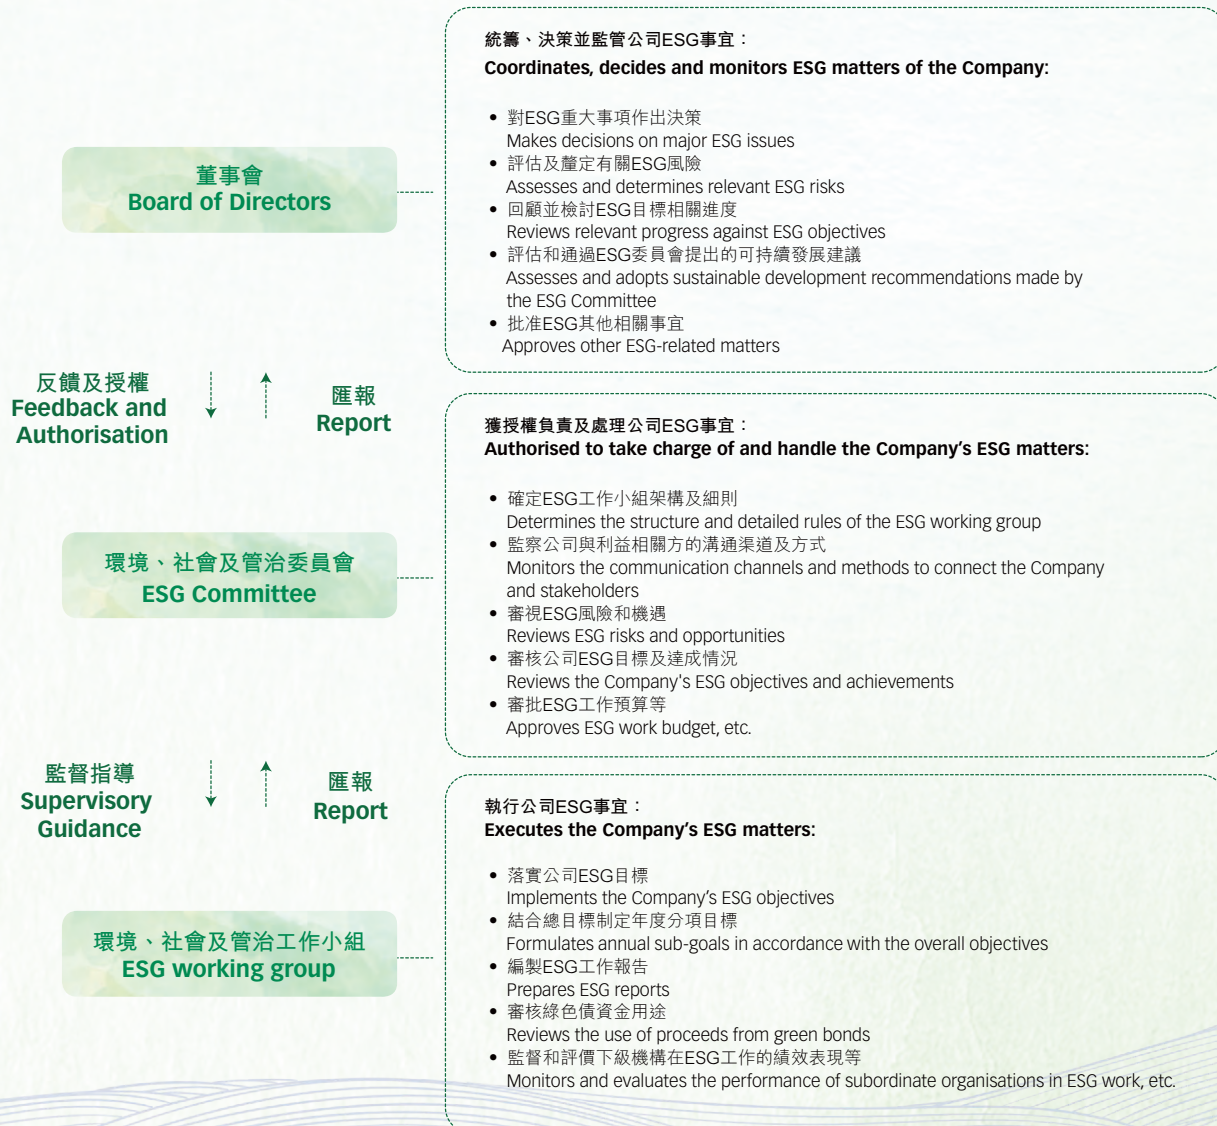 統籌、決策並監管公司ESG事宜：
Coordinates, decides and monitors ESG matters of the Company:
• 對ESG重大事項作出決策
Makes decisions on major ESG issues
• 評估及釐定有關ESG風險
Assesses and determines relevant ESG risks
• 回顧並檢討ESG目標相關進度
Reviews relevant progress against ESG objectives
• 評估和通過ESG委員會提出的可持續發展建議
Assesses and adopts sustainable development recommendations made by
the ESG Committee
• 批准ESG其他相關事宜
Approves other ESG-related matters
董事會
Board of Directors
反饋及授權
Feedback and
Authorisation
匯報
Report
獲授權負責及處理公司ESG事宜：
Authorised to take charge of and handle the Company’s ESG matters:
• 確定ESG工作小組架構及細則
Determines the structure and detailed rules of the ESG working group
• 監察公司與利益相關方的溝通渠道及方式
Monitors the communication channels and methods to connect the Company
and stakeholders
• 審視ESG風險和機遇
Reviews ESG risks and opportunities
• 審核公司ESG目標及達成情況
Reviews the Company's ESG objectives and achievements
• 審批ESG工作預算等
Approves ESG work budget, etc.
環境、社會及管治委員會
ESG Committee
監督指導
Supervisory
Guidance
匯報
Report
執行公司ESG事宜：
Executes the Company’s ESG matters:
• 落實公司ESG目標
Implements the Company’s ESG objectives
• 結合總目標制定年度分項目標
Formulates annual sub-goals in accordance with the overall objectives
• 編製ESG工作報告
Prepares ESG reports
• 審核綠色債資金用途
Reviews the use of proceeds from green bonds
• 監督和評價下級機構在ESG工作的績效表現等
Monitors and evaluates the performance of subordinate organisations in ESG work, etc.
環境、社會及管治工作小組
ESG working group